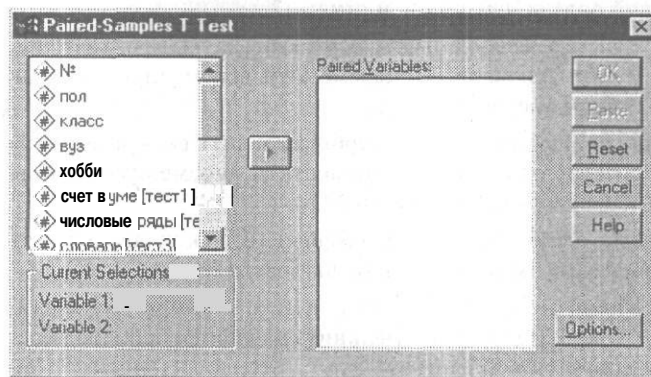 Paired-Samples T Test
№
пол
класс
вуз
хобби
счет в уме [тест1]
числовые ряды [те
словарь [тест3]
Current Selections
Variable 1:
Variable 2:
Paired Variables:
OK
Paste
Reset
Cancel
Help
Options...